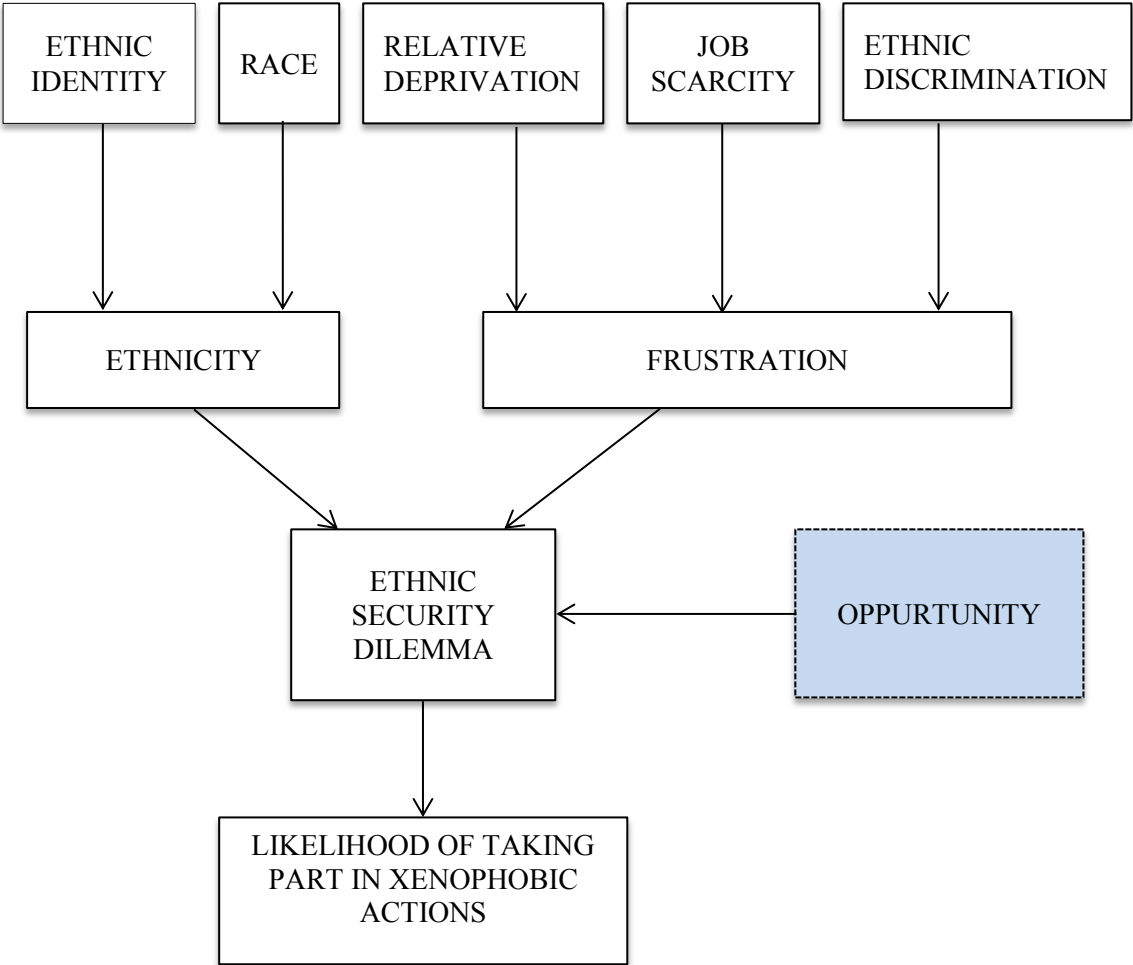 ETHNIC
IDENTITY
RACE
RELATIVE
DEPRIVATION
JOB
SCARCITY
ETHNIC
DISCRIMINATION
ETHNICITY
FRUSTRATION
ETHNIC
SECURITY
DILEMMA
OPPURTUNITY
LIKELIHOOD OF TAKING
PART IN XENOPHOBIC
ACTIONS